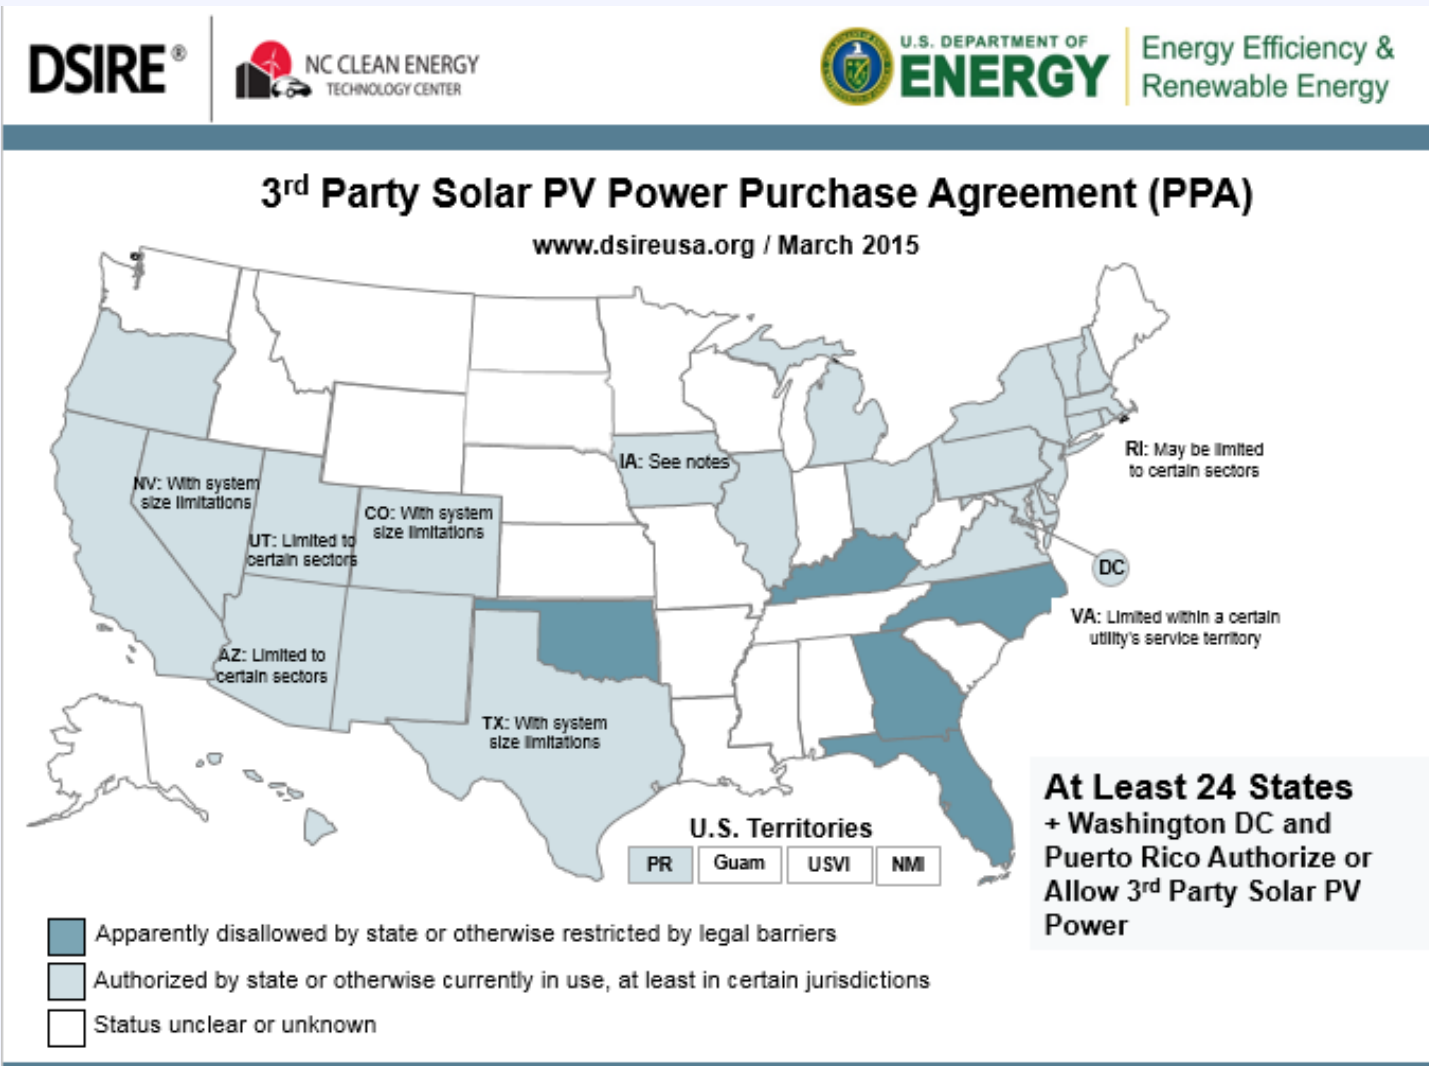 DSIRE®
NC CLEAN ENERGY
TECHNOLOGY CENTER
U.S. DEPARTMENT OF
ENERGY
Energy Efficiency &
Renewable Energy
3rd Party Solar PV Power Purchase Agreement (PPA)
www.dsireusa.org / March 2015
RI: May be limited
to certain sectors
IA: See notes
NV: With system
size limitations
CO: With system
size limitations
UT: Limited to
certain sectors
DC
VA: Limited within a certain
utility's service territory
AZ: Limited to
certain sectors
TX: With system
size limitations
At Least 24 States
+ Washington DC and
Puerto Rico Authorize or
Allow 3rd Party Solar PV
Power
U.S. Territories
PR
Guam
USVI
NMI
Apparently disallowed by state or otherwise restricted by legal barriers
Authorized by state or otherwise currently in use, at least in certain jurisdictions
Status unclear or unknown